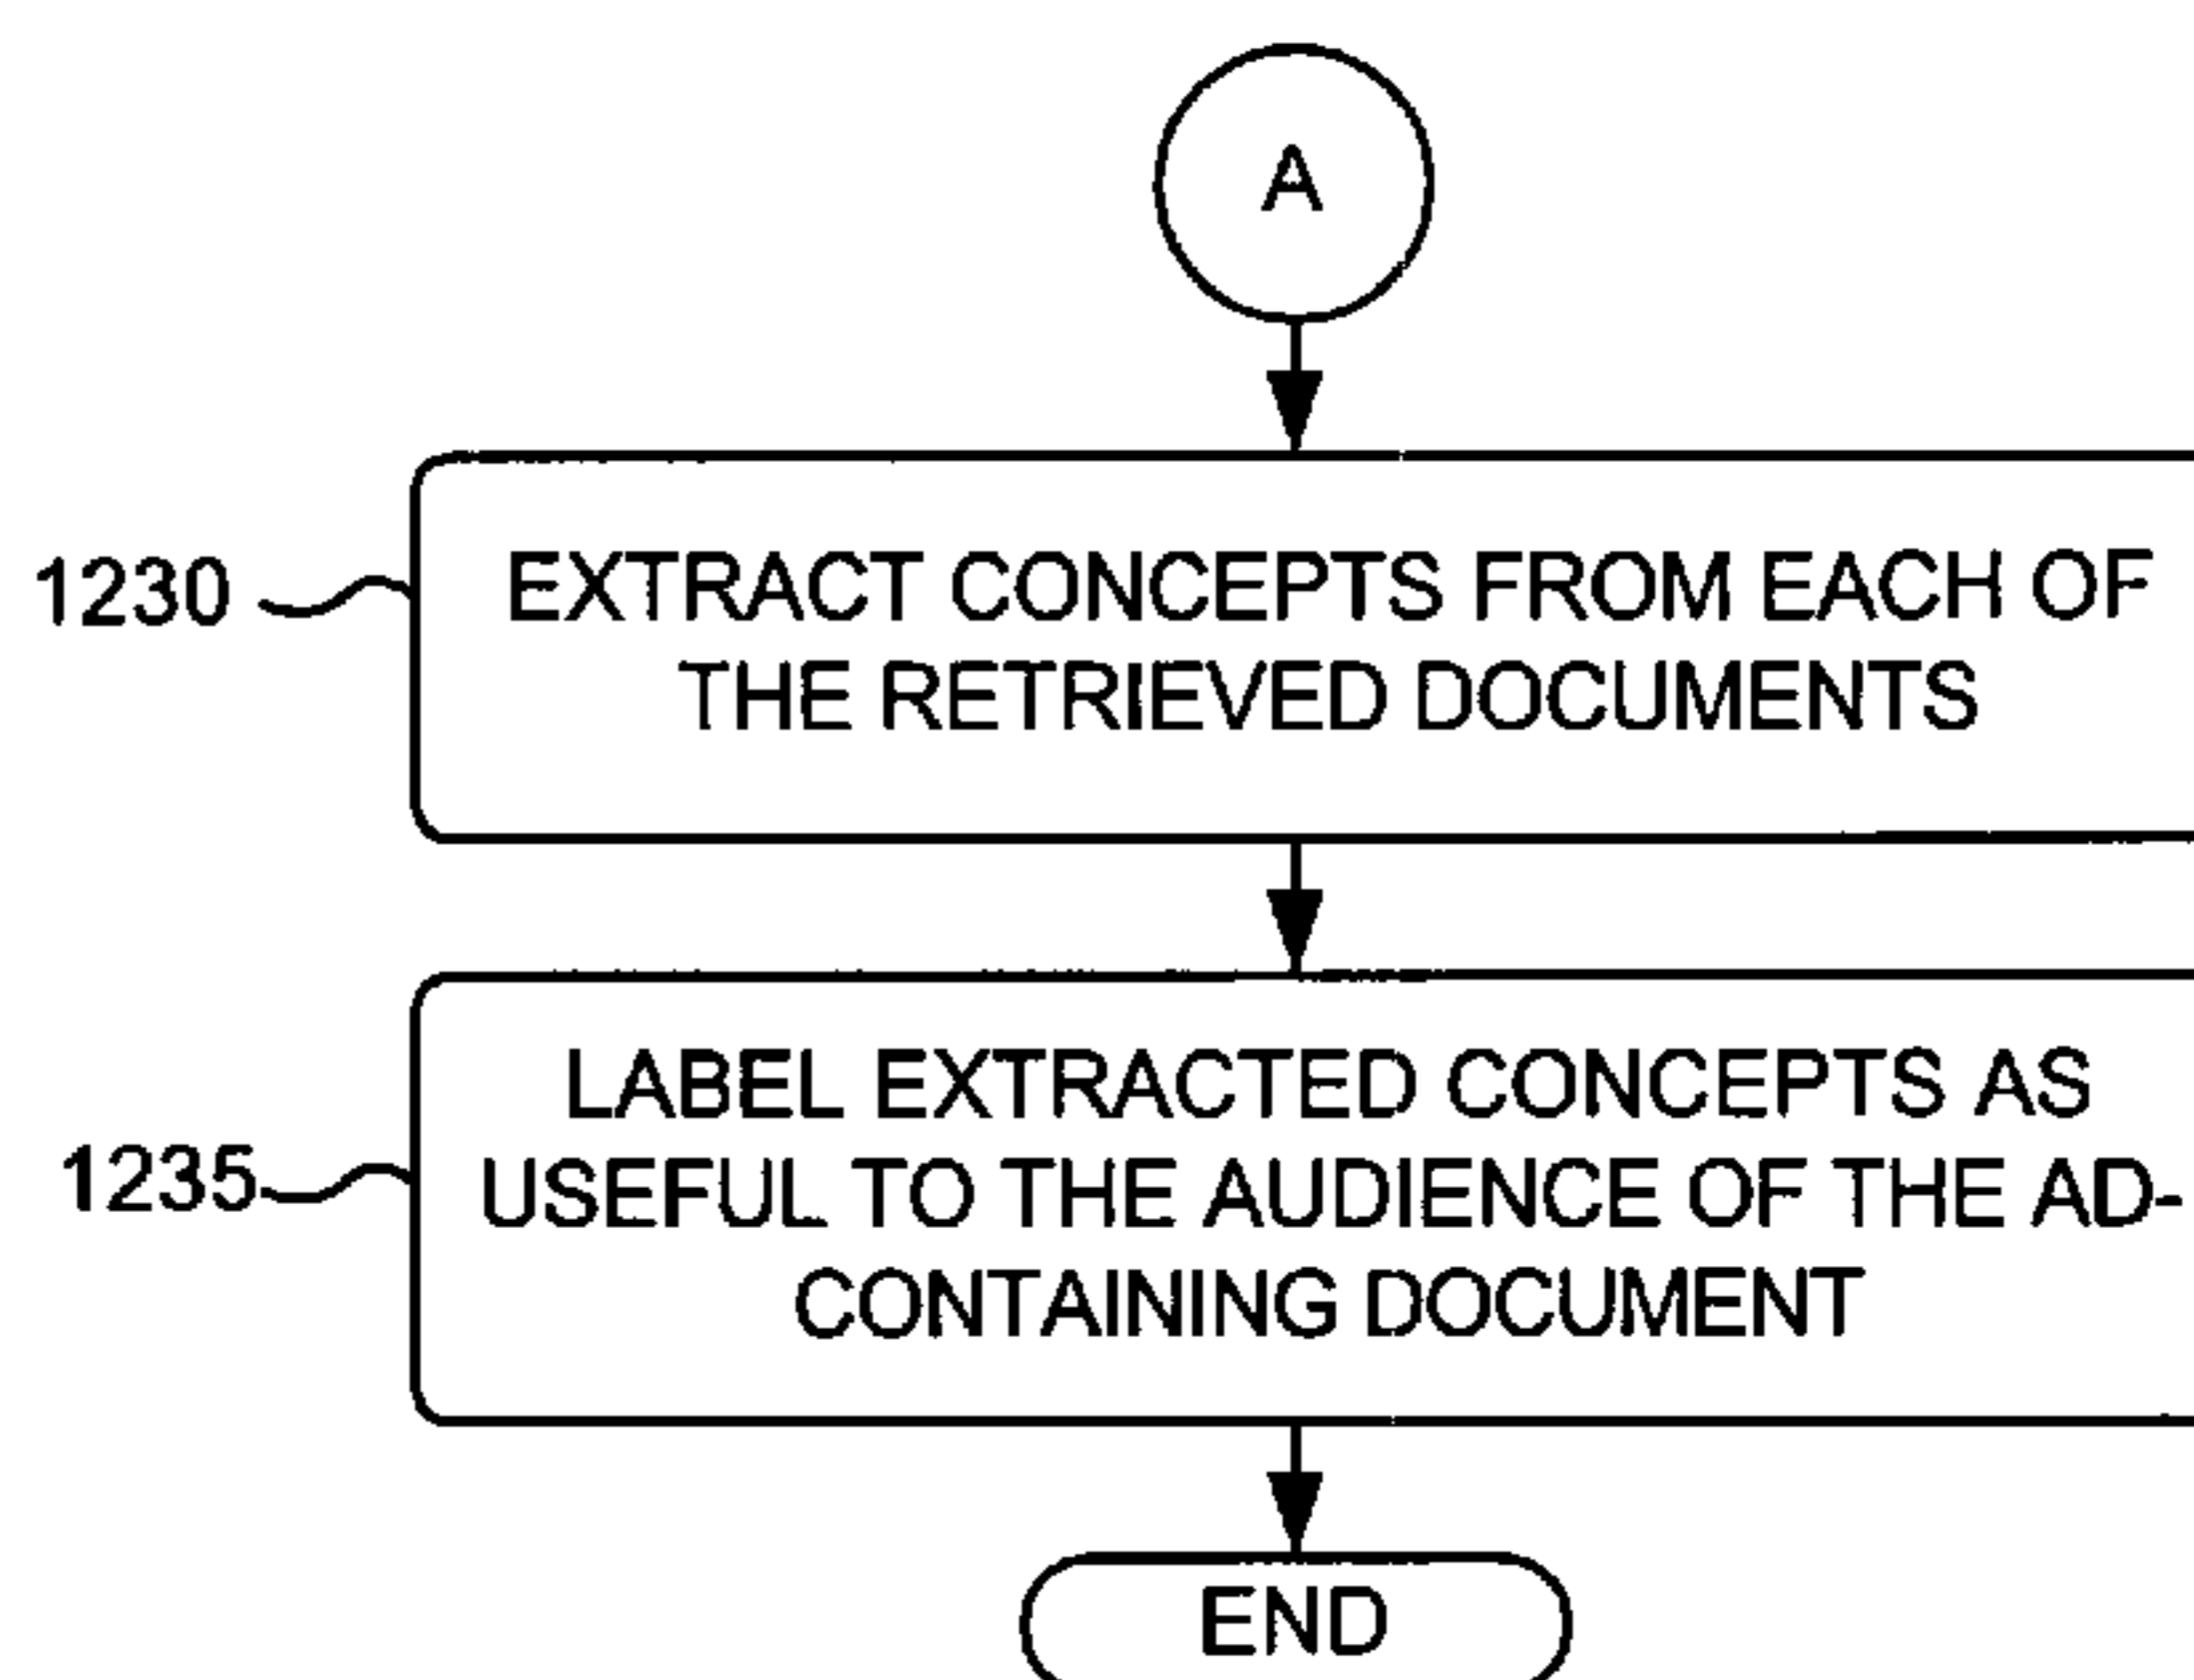 A
1230
EXTRACT CONCEPTS FROM EACH OF
THE RETRIEVED DOCUMENTS
LABEL EXTRACTED CONCEPTS AS
1235
USEFUL TO THE AUDIENCE OF THE AD-
CONTAINING DOCUMENT
END